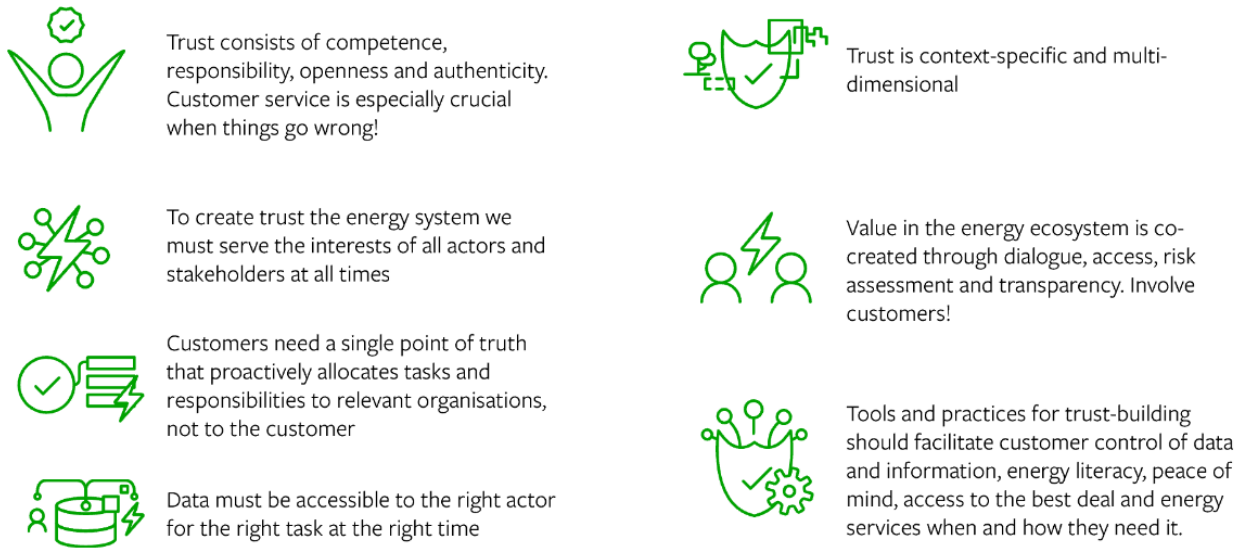 Trust consists of competence,
responsibility, openness and authenticity.
Customer service is especially crucial
when things go wrong!
To create trust the energy system we
must serve the interests of all actors and
stakeholders at all times
Customers need a single point of truth
that proactively allocates tasks and
responsibilities to relevant organisations,
not to the customer
Data must be accessible to the right actor
for the right task at the right time
Trust is context-specific and multi-
dimensional
Value in the energy ecosystem is co-
created through dialogue, access, risk
assessment and transparency. Involve
customers!
Tools and practices for trust-building
should facilitate customer control of data
and information, energy literacy, peace of
mind, access to the best deal and energy
services when and how they need it.